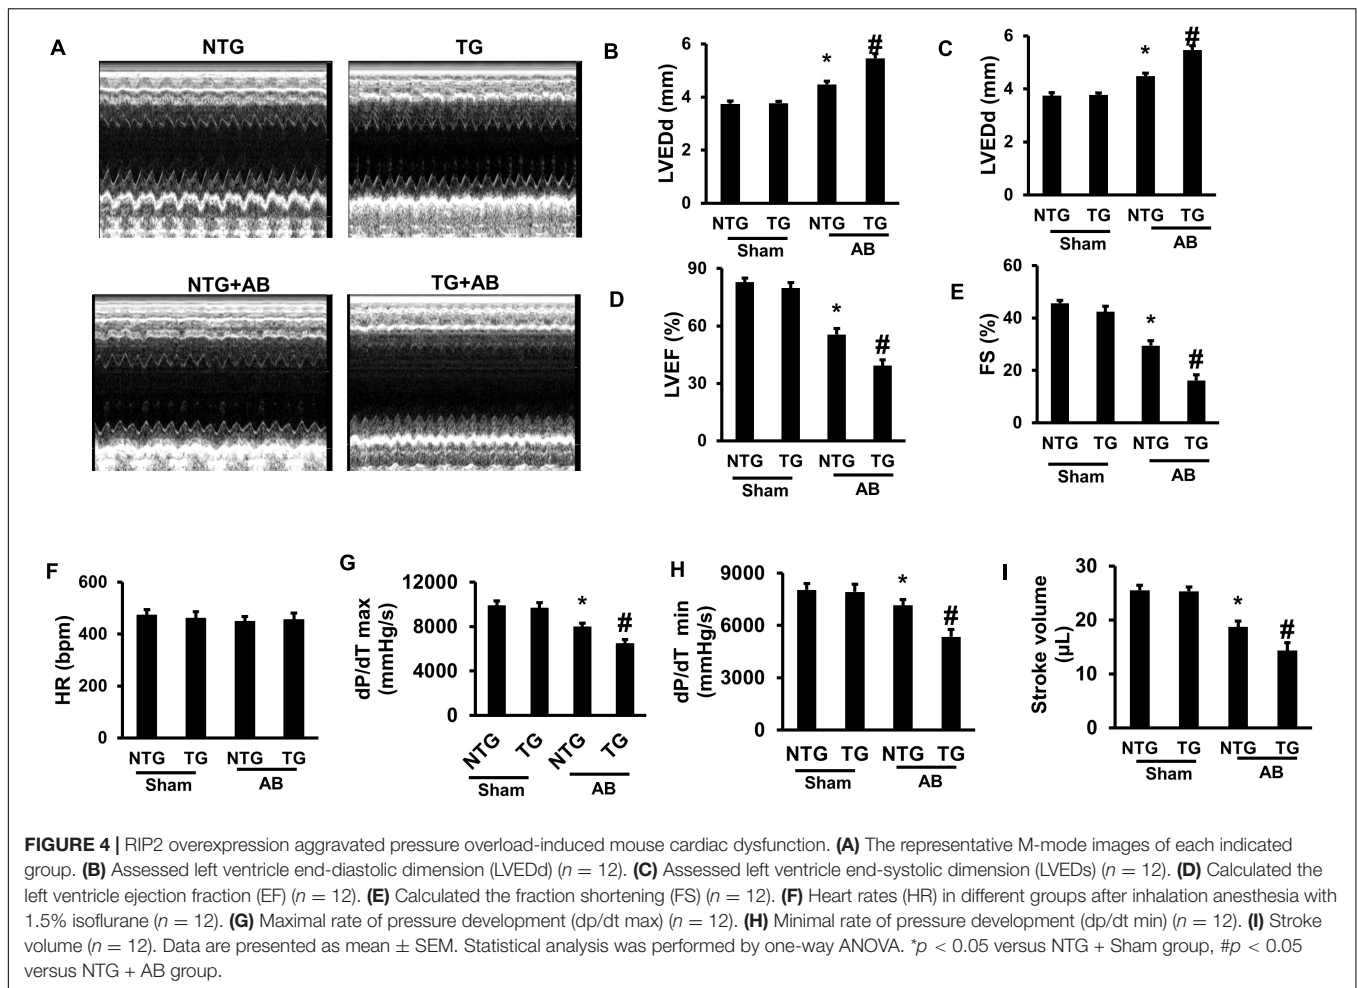 A
NTG
TG
NTG+AB
TG+AB
B
LVEDd (mm)
6
4
2
0
*
#
NTG TG NTG TG
Sham AB
C
LVEDd (mm)
6
4
2
0
*
#
NTG TG NTG TG
Sham AB
D
LVEF (%)
90
60
30
0
*
#
NTG TG NTG TG
Sham AB
E
FS (%)
60
40
20
0
*
#
NTG TG NTG TG
Sham AB
F
HR (bpm)
600
400
200
0
NTG TG NTG TG
Sham AB
G
dP/dT max
(mmHg/s)
12000
8000
4000
0
*
#
NTG TG NTG TG
Sham AB
H
dP/dT min
(mmHg/s)
9000
6000
3000
0
*
#
NTG TG NTG TG
Sham AB
I
Stroke volume
(µL)
30
20
10
0
*
#
NTG TG NTG TG
Sham AB
FIGURE 4 | RIP2 overexpression aggravated pressure overload-induced mouse cardiac dysfunction. (A) The representative M-mode images of each indicated
group. (B) Assessed left ventricle end-diastolic dimension (LVEDd) (n = 12). (C) Assessed left ventricle end-systolic dimension (LVEDs) (n = 12). (D) Calculated the
left ventricle ejection fraction (EF) (n = 12). (E) Calculated the fraction shortening (FS) (n = 12). (F) Heart rates (HR) in different groups after inhalation anesthesia with
1.5% isoflurane (n = 12). (G) Maximal rate of pressure development (dp/dt max) (n = 12). (H) Minimal rate of pressure development (dp/dt min) (n = 12). (I) Stroke
volume (n = 12). Data are presented as mean ± SEM. Statistical analysis was performed by one-way ANOVA. *p < 0.05 versus NTG + Sham group, #p < 0.05
versus NTG + AB group.